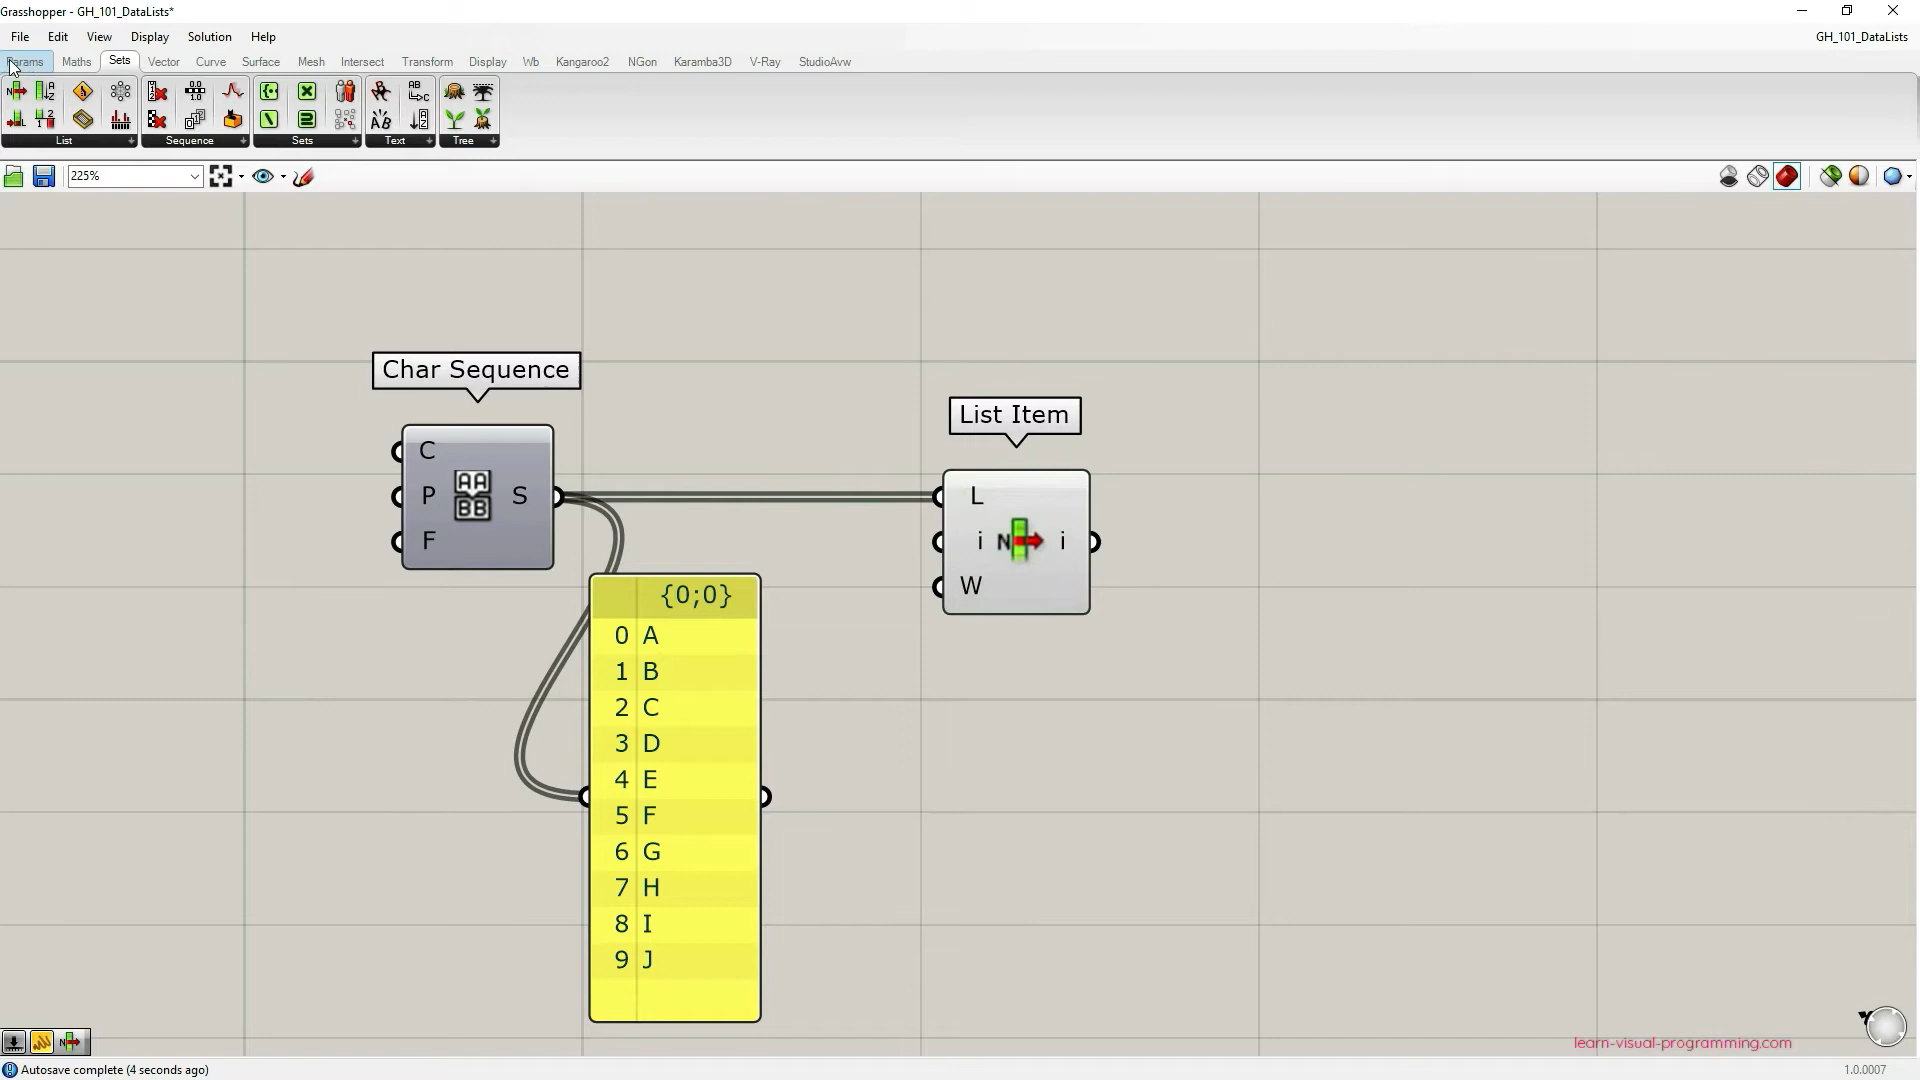 Grasshopper - GH_101_DataLists*
File Edit View Display Solution Help GH_101_DataLists
Params Maths Sets Vector Curve Surface Mesh Intersect Transform Display Wb Kangaroo2 NGon Karamba3D V-Ray StudioAvw
List Sequence Sets Text Tree
225%
Char Sequence
List Item
C
P S
F
AA
BB
L
i N i
W
{0;0}
0 A
1 B
2 C
3 D
4 E
5 F
6 G
7 H
8 I
9 J
learn-visual-programming.com
Autosave complete (4 seconds ago) 1.0.0007